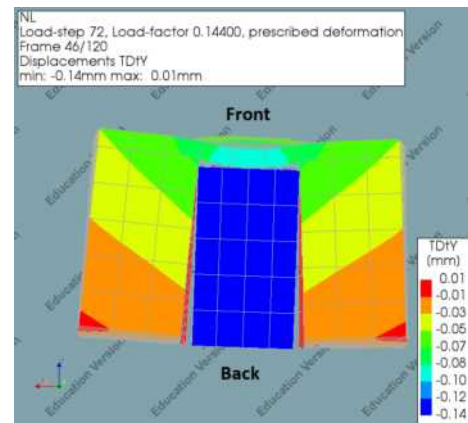 NL
Load-step 72, Load-factor 0.14400, prescribed deformation
Frame 46/120
Displacements TDtY
min: -0.14mm max: 0.01mm
Education Version
Front
Back
TDtY
(mm)
0.01
-0.01
-0.03
-0.05
-0.07
-0.08
-0.10
-0.12
-0.14